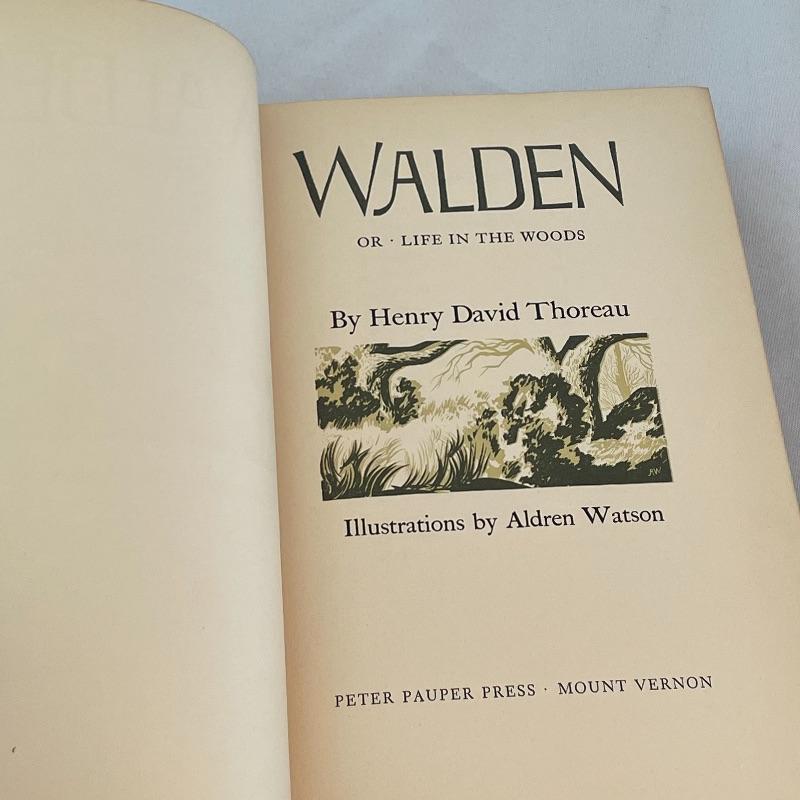 WALDEN
OR · LIFE IN THE WOODS
By Henry David Thoreau
AW
Illustrations by Aldren Watson
PETER PAUPER PRESS · MOUNT VERNON